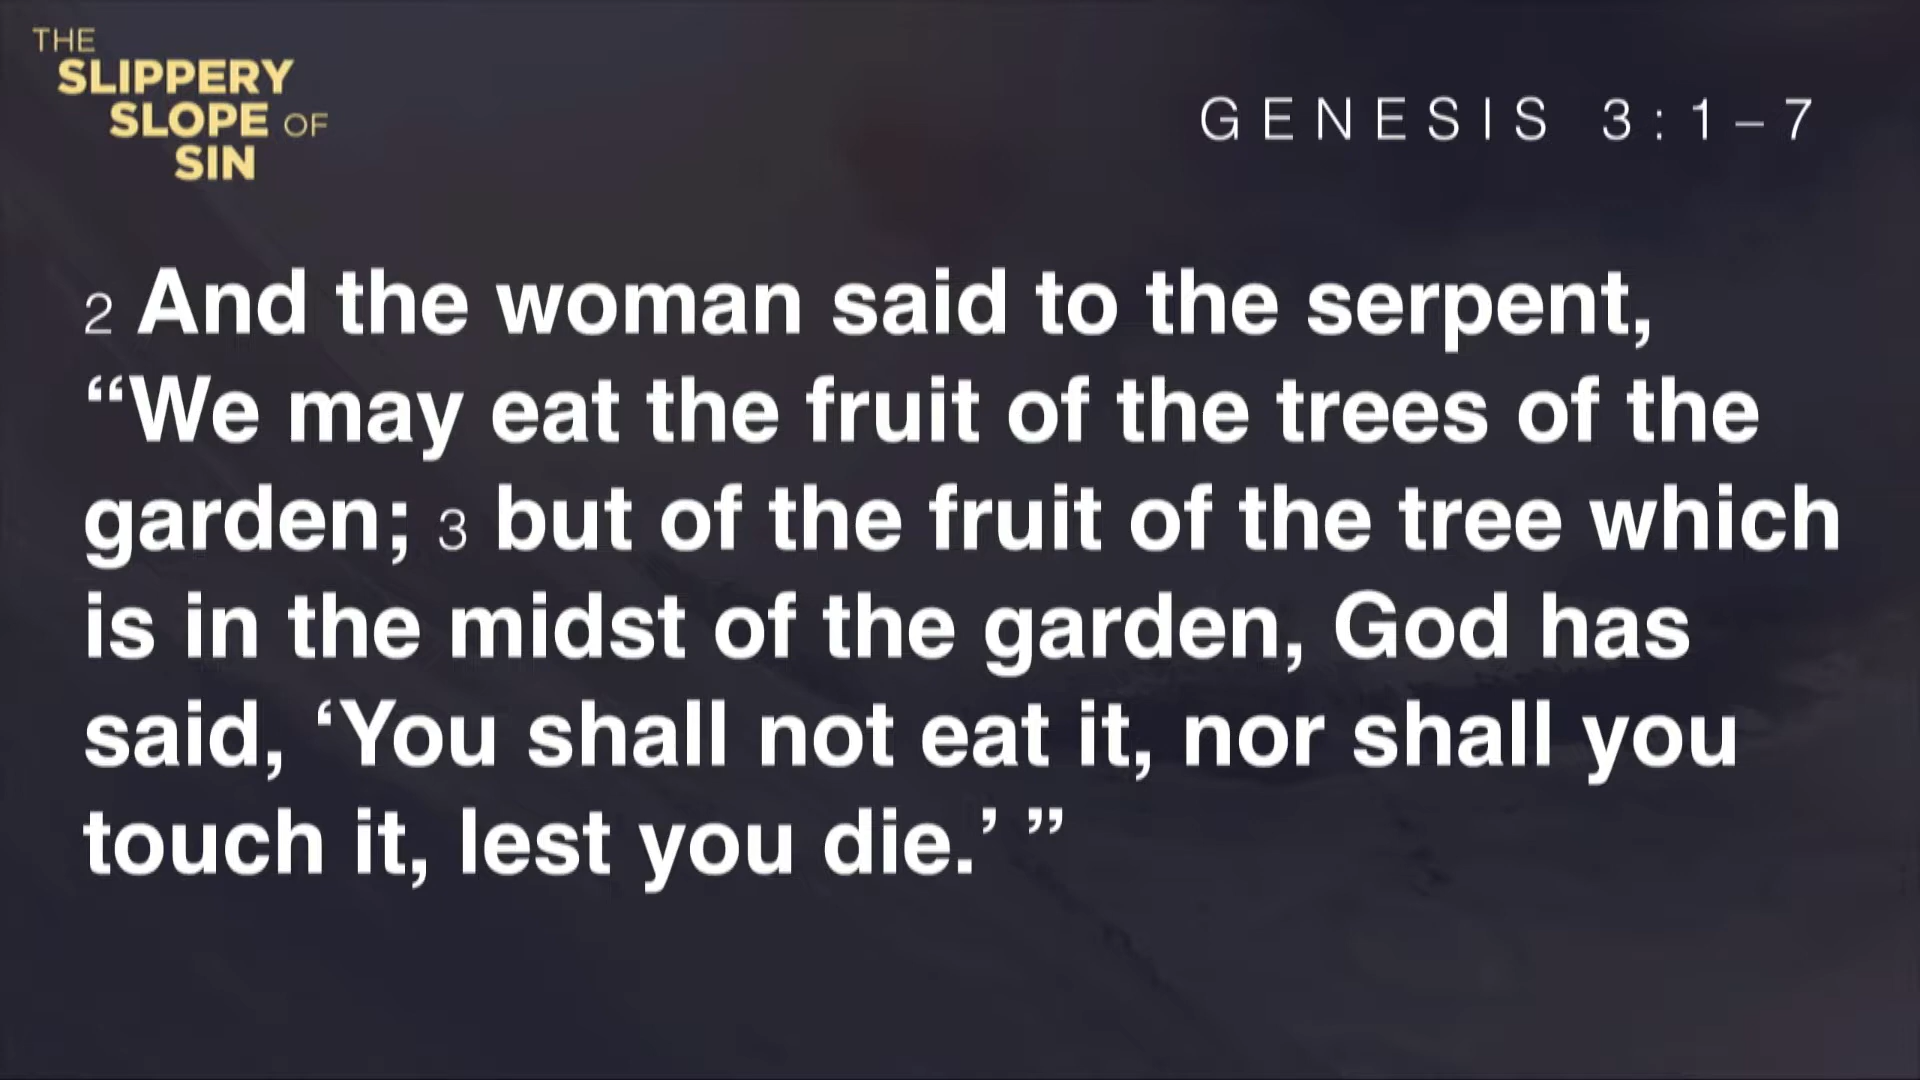 THE
SLIPPERY
SLOPE OF
SIN
GENESIS 3:1–7
2 And the woman said to the serpent,
“We may eat the fruit of the trees of the
garden; 3 but of the fruit of the tree which
is in the midst of the garden, God has
said, ‘You shall not eat it, nor shall you
touch it, lest you die.’ ”